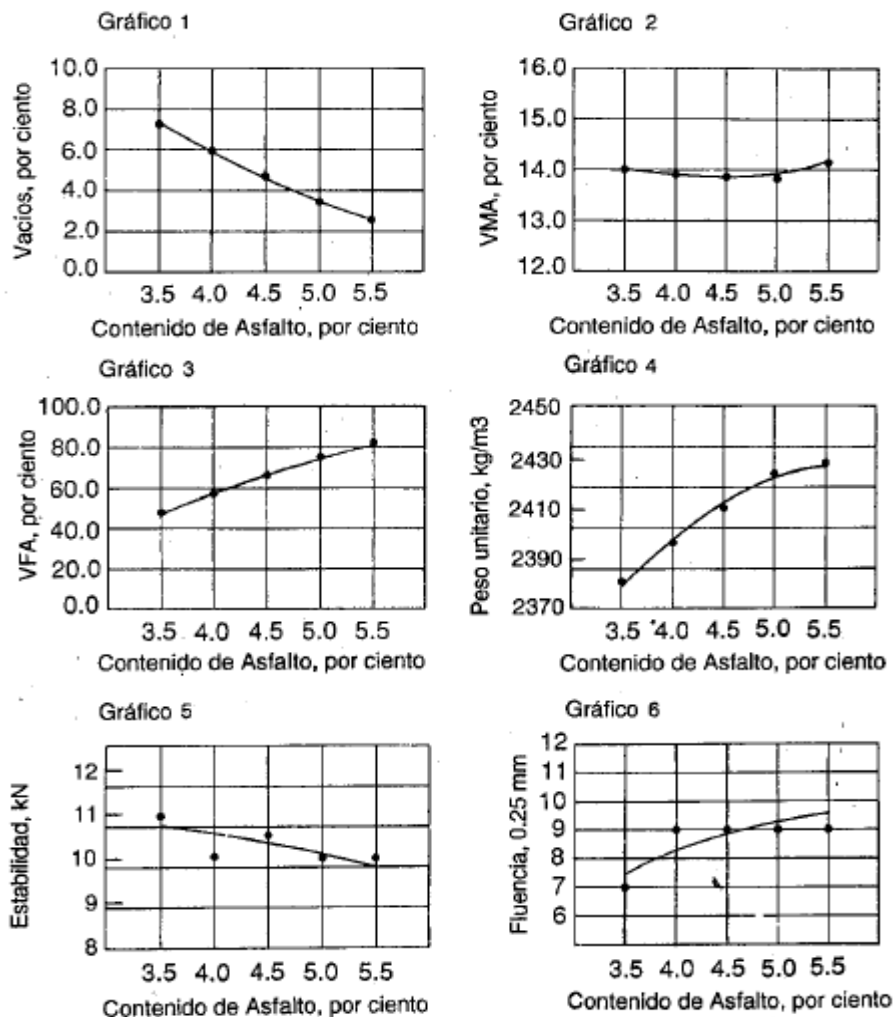 Gráfico 1
Vacíos, por ciento
10.0
8.0
6.0
4.0
2.0
0.0
3.5 4.0 4.5 5.0 5.5
Contenido de Asfalto, por ciento
Gráfico 2
VMA, por ciento
16.0
15.0
14.0
13.0
12.0
3.5 4.0 4.5 5.0 5.5
Contenido de Asfalto, por ciento
Gráfico 3
VFA, por ciento
100.0
80.0
60.0
40.0
20.0
0.0
3.5 4.0 4.5 5.0 5.5
Contenido de Asfalto, por ciento
Gráfico 4
Peso unitario, kg/m3
2450
2430
2410
2390
2370
3.5 4.0 4.5 5.0 5.5
Contenido de Asfalto, por ciento
Gráfico 5
Estabilidad, kN
12
11
10
9
8
3.5 4.0 4.5 5.0 5.5
Contenido de Asfalto, por ciento
Gráfico 6
Fluencia, 0.25 mm
12
11
10
9
8
7
6
3.5 4.0 4.5 5.0 5.5
Contenido de Asfalto, por ciento